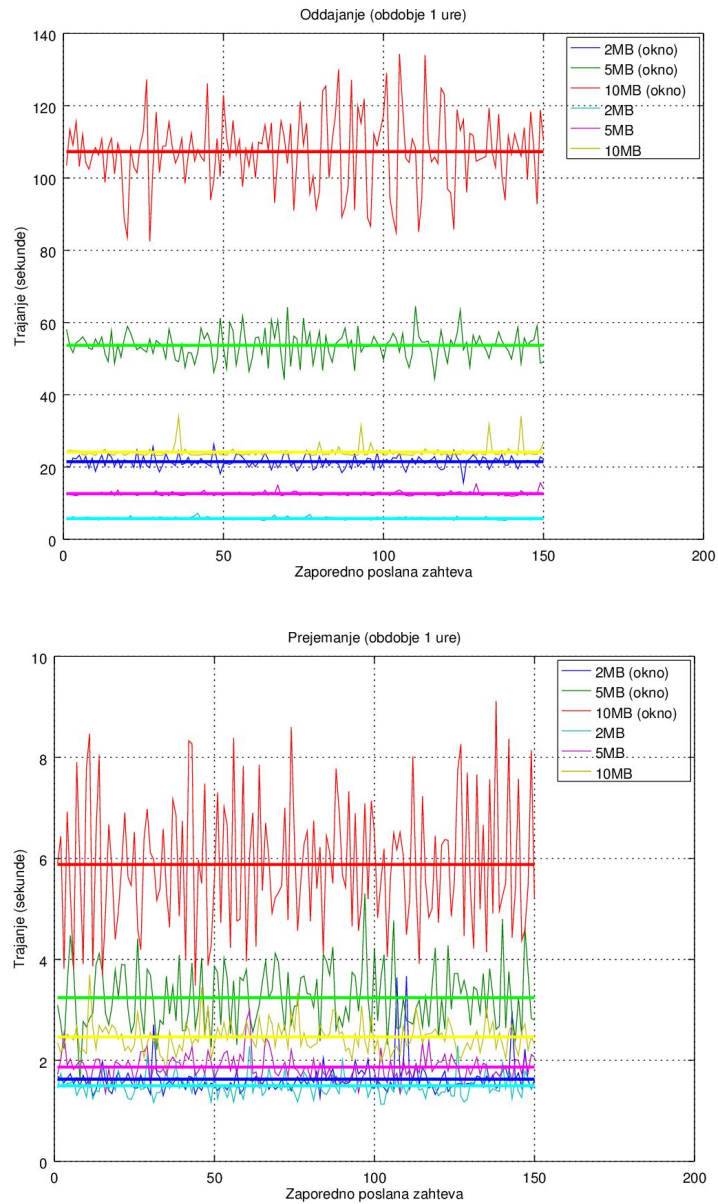 Oddajanje (obdobje 1 ure)
140
120
100
80
60
40
20
0
Trajanje (sekunde)
2MB (okno)
5MB (okno)
10MB (okno)
2MB
5MB
10MB
0 50 100 150 200
Zaporedno poslana zahteva
Prejemanje (obdobje 1 ure)
10
8
6
4
2
0
Trajanje (sekunde)
2MB (okno)
5MB (okno)
10MB (okno)
2MB
5MB
10MB
0 50 100 150 200
Zaporedno poslana zahteva